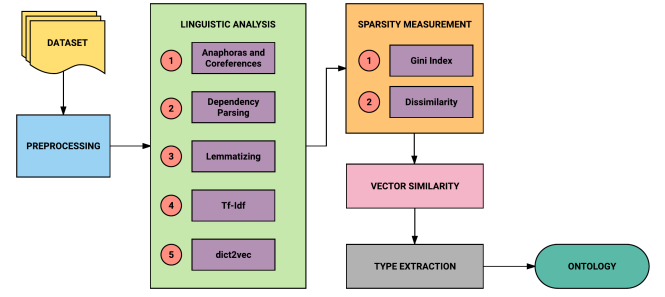 DATASET
PREPROCESSING
LINGUISTIC ANALYSIS
1
Anaphoras and
Coreferences
2
Dependency
Parsing
3
Lemmatizing
4
Tf-Idf
5
dict2vec
SPARSITY MEASUREMENT
1
Gini Index
2
Dissimilarity
VECTOR SIMILARITY
TYPE EXTRACTION
ONTOLOGY